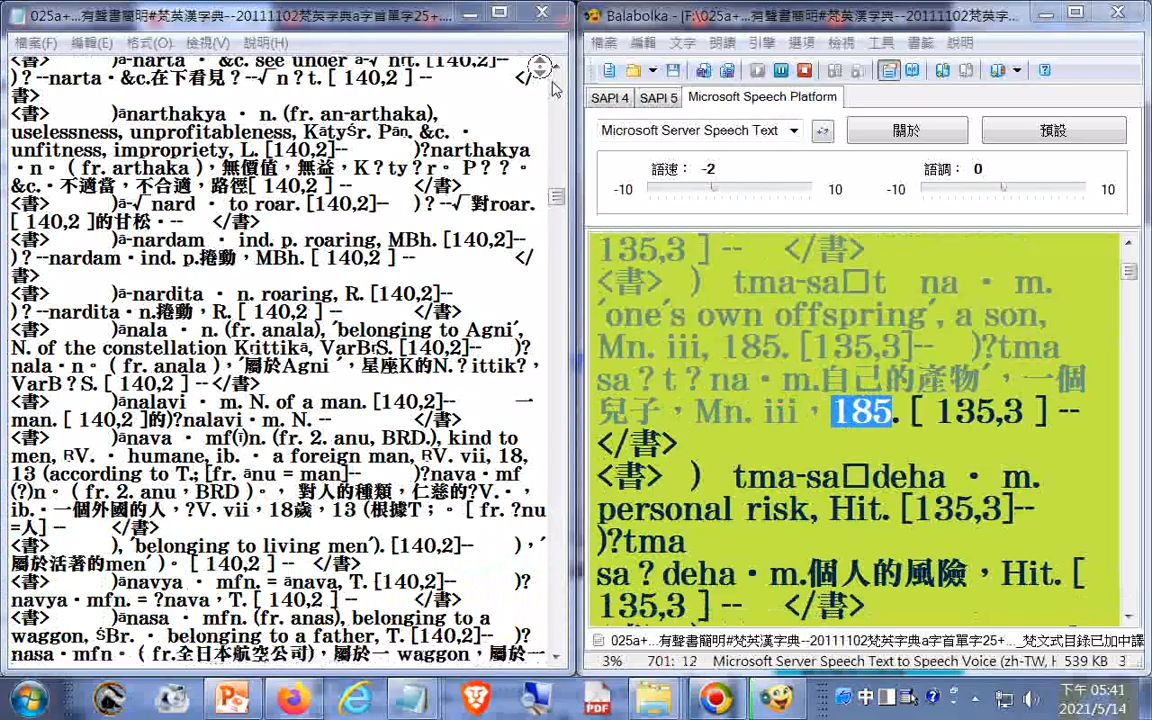 有聲書簡明#梵英漢字典--20111102梵英字典a字首單字25+...
檔案(F) 編輯(E) 格式(O) 檢視(V) 說明(H)
<書> )ā-narta · &c. see under ā-√ nṛt. [140,2]--
)?--narta · &c.在下看見?--√n?t. [ 140,2 ] -- </
書>
<書> )ānarthakya · n. (fr. an-arthaka),
uselessness, unprofitableness, KātyŚr. Pāṇ. &c. ·
unfitness, impropriety, L. [140,2]-- )?narthakya
· n。( fr. arthaka ),無價值,無益,K?ty?r。P??。
&c. · 不適當,不合適,路徑[ 140,2 ] -- </書>
<書> )ā-√ nard · to roar. [140,2]-- )?--√ 對roar.
[ 140,2 ]的甘松 · -- </書>
<書> )ā-nardam · ind. p. roaring, MBh. [140,2]--
)?--nardam · ind. p.捲動,MBh. [ 140,2 ] -- </
書>
<書> )ā-nardita · n. roaring, R. [140,2]--
)?--nardita · n.捲動,R. [ 140,2 ] -- </書>
<書> )ānala · n. (fr. anala), 'belonging to Agni',
N. of the constellation Kṛittikā, VarBṛS. [140,2]-- )?
nala · n。( fr. anala ),'屬於Agni ',星座K的N.?ittik?,
VarB?S. [ 140,2 ] -- </書>
<書> )ānalavi · m. N. of a man. [140,2]-- 一
man. [ 140,2 ]的)?nalavi · m. N. -- </書>
<書> )ānava · mf(ī)n. (fr. 2. anu, BRD.), kind to
men, RV. · humane, ib. · a foreign man, RV. vii, 18,
13 (according to T.; [fr. ānu = man] -- )?nava · mf
(?)n。( fr. 2. anu,BRD )。, 對人的種類,仁慈的?V. · ,
ib. · 一個外國的人,?V. vii,18歲,13 (根據T;。[ fr. ?nu
=人] -- </書>
<書> ), 'belonging to living men'). [140,2]-- ),'
屬於活著的men' )。[ 140,2 ] -- </書>
<書> )ānavya · mfn. = ānava, T. [140,2]-- )?
navya · mfn. = ?nava,T. [ 140,2 ] -- </書>
<書> )ānasa · mfn. (fr. anas), belonging to a
waggon, ŚBr. · belonging to a father, T. [140,2]-- )?
nasa · mfn。( fr.全日本航空公司),屬於一 waggon,屬於一
Balabolka - [F:\025a+...有聲書簡明#梵英漢字典--20111102梵英字...
檔案 編輯 文字 朗讀 引擎 選項 檢視 工具 書籤 說明
SAPI 4 SAPI 5 Microsoft Speech Platform
Microsoft Server Speech Text 關於 預設
語速: -2 語調: 0
-10 10 -10 10
135,3 ] -- </書>
<書> ) tma-sa□t na · m.
'one's own offspring', a son,
Mn. iii, 185. [135,3]-- )?tma
sa?t?na · m.自己的產物',一個
兒子,Mn. iii,185. [ 135,3 ] --
</書>
<書> ) tma-sa□deha · m.
personal risk, Hit. [135,3]--
)?tma
sa?deha · m.個人的風險,Hit. [
135,3 ] -- </書>
025a+...有聲書簡明#梵英漢字典--20111102梵英字典a字首單字25+..._梵文式目錄已加中譯
3% 701: 12 Microsoft Server Speech Text to Speech Voice (zh-TW, H 539 KB 3
中
PDF
下午 05:41
2021/5/14